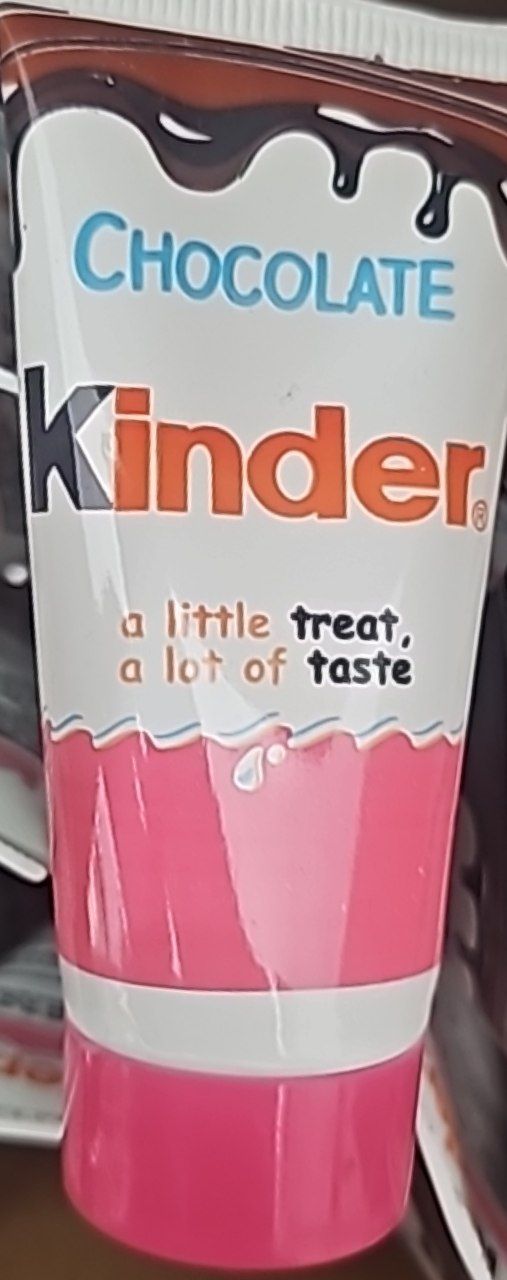 CHOCOLATE
Kinder®
a little treat,
a lot of taste